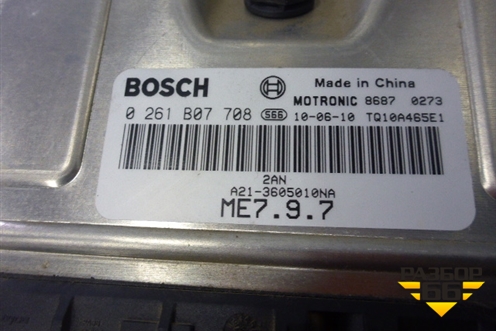 BOSCH
Made in China
MOTRONIC 8687 0273
0 261 B07 708 S66 10-06-10 TQ10A465E1
2AN
A21-3605010NA
ME7.9.7
РАЗБОР
66